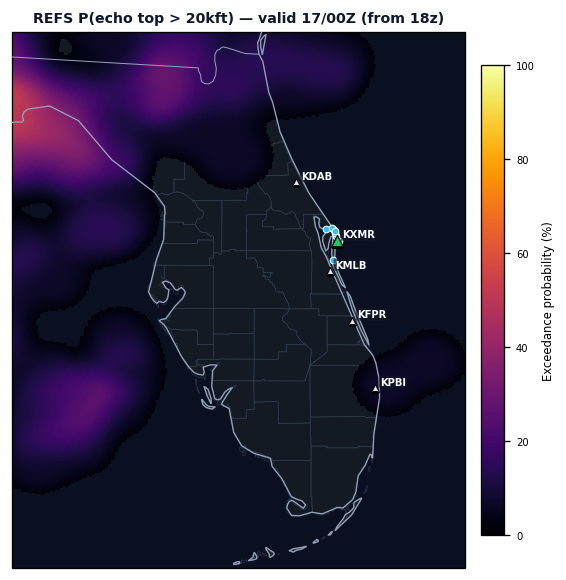 REFS P(echo top > 20kft) — valid 17/00Z (from 18z)
KDAB
KXMR
KMLB
KFPR
KPBI
100
80
60
40
20
0
Exceedance probability (%)